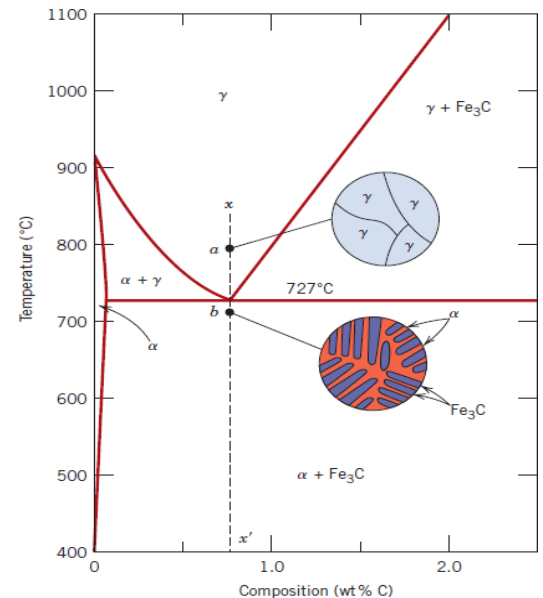 1100
1000
900
800
700
600
500
400
Temperature (°C)
γ
γ + Fe₃C
x
γ
γ
γ
γ
a
α + γ
727°C
b
α
α
Fe₃C
α + Fe₃C
x′
0
1.0
2.0
Composition (wt% C)